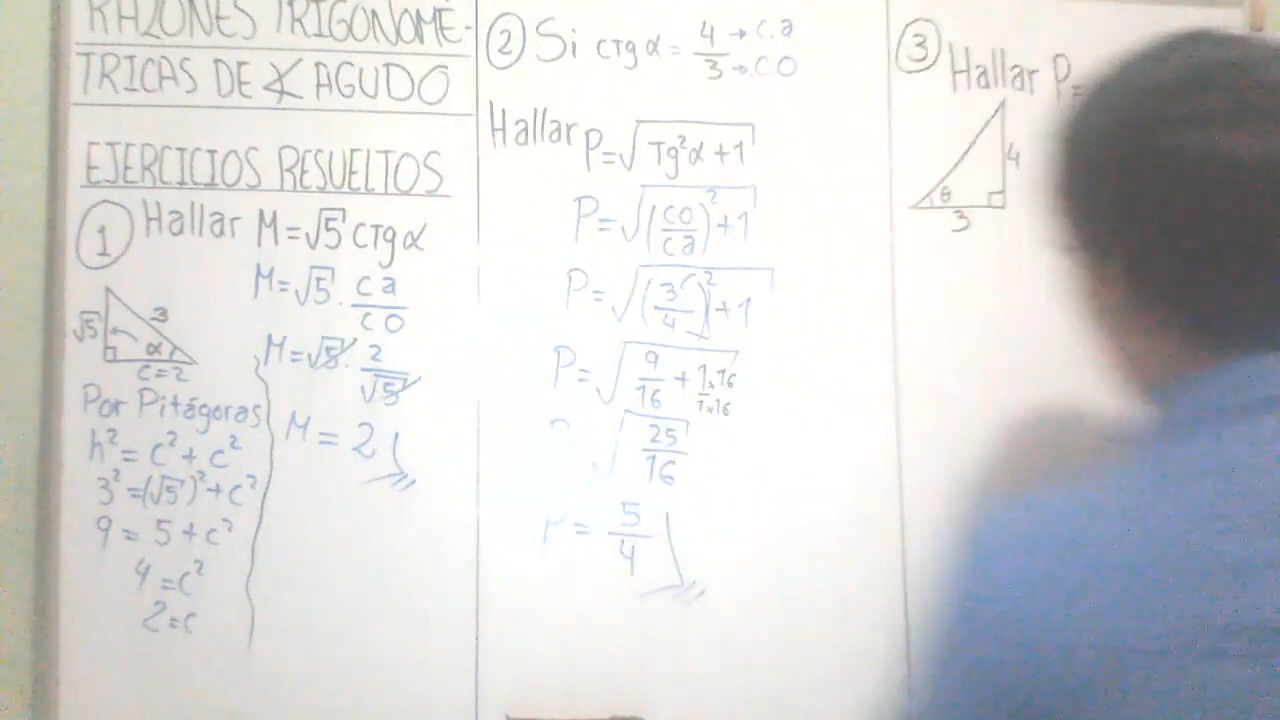 RAZONES TRIGONOMÉ-
TRICAS DE ∢ AGUDO
EJERCICIOS RESUELTOS
1 Hallar M = √5 CTg α
√5 3
α
c=2
M = √5 . ca/co
M = √5 . 2/√5
M = 2
Por Pitágoras
h² = c² + c²
3² = (√5)² + c²
9 = 5 + c²
4 = c²
2 = c
2 Si CTg α = 4/3 → c.a → co
Hallar P = √(Tg²α + 1)
P = √((co/ca)² + 1)
P = √((3/4)² + 1)
P = √(9/16 + 1×16/1×16)
√(25/16)
= 5/4
3 Hallar P =
4
θ
3